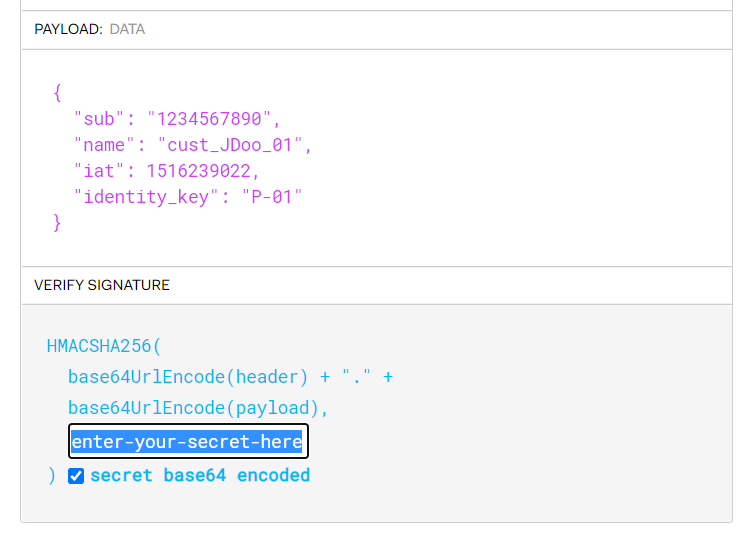 PAYLOAD: DATA
{
"sub": "1234567890",
"name": "cust_JDoo_01",
"iat": 1516239022,
"identity_key": "P-01"
}
VERIFY SIGNATURE
HMACSHA256(
base64UrlEncode(header) + "." +
base64UrlEncode(payload),
enter-your-secret-here
) secret base64 encoded